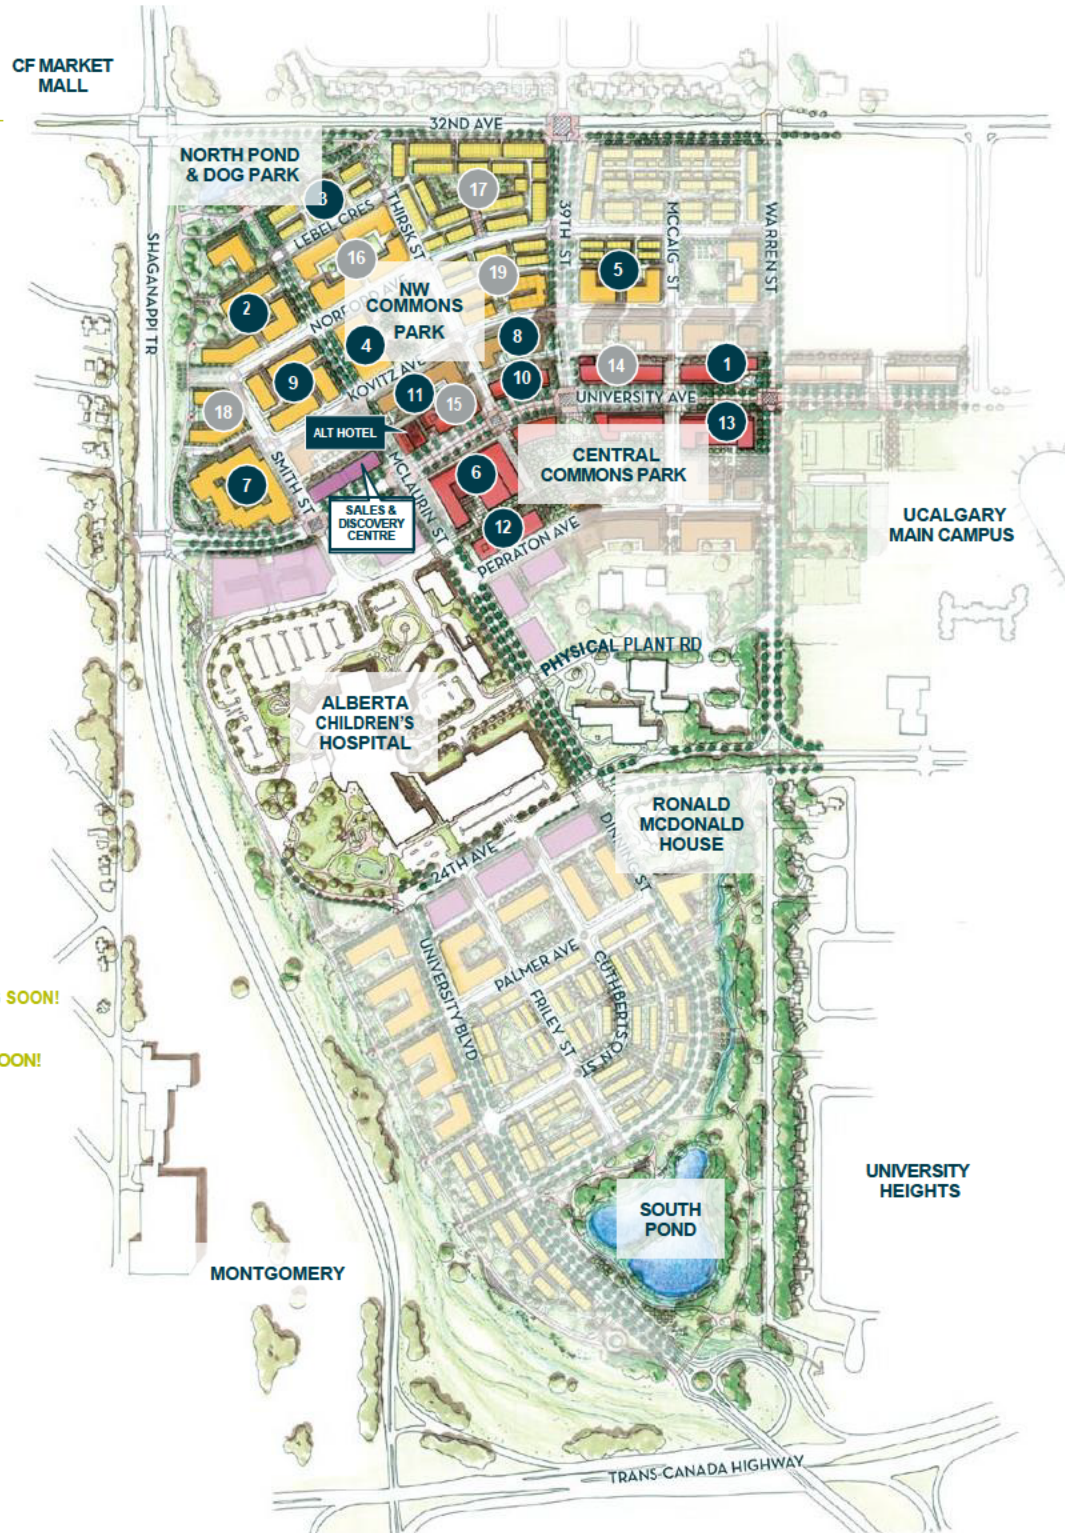 CF MARKET
MALL
32ND AVE
NORTH POND
& DOG PARK
3
LEBEL CRES
THIRSK ST
17
39TH ST
MCCAIG ST
WARREN ST
SHAGANAPPI TR
16
19
5
2
NORFORD AVE
NW
COMMONS
PARK
4
8
14
1
KOVITZ AVE
9
10
11
15
UNIVERSITY AVE
18
ALT HOTEL
13
SMITH ST
MCLAURIN ST
CENTRAL
COMMONS PARK
7
6
SALES &
DISCOVERY
CENTRE
12
PERRATON AVE
UCALGARY
MAIN CAMPUS
PHYSICAL PLANT RD
ALBERTA
CHILDREN'S
HOSPITAL
RONALD
MCDONALD
HOUSE
24TH AVE
ST
UNIVERSITY BLVD
PALMER AVE
CUTHBERTSON ST
FRILEY ST
SOON!
OON!
UNIVERSITY
HEIGHTS
SOUTH
POND
MONTGOMERY
TRANS-CANADA HIGHWAY